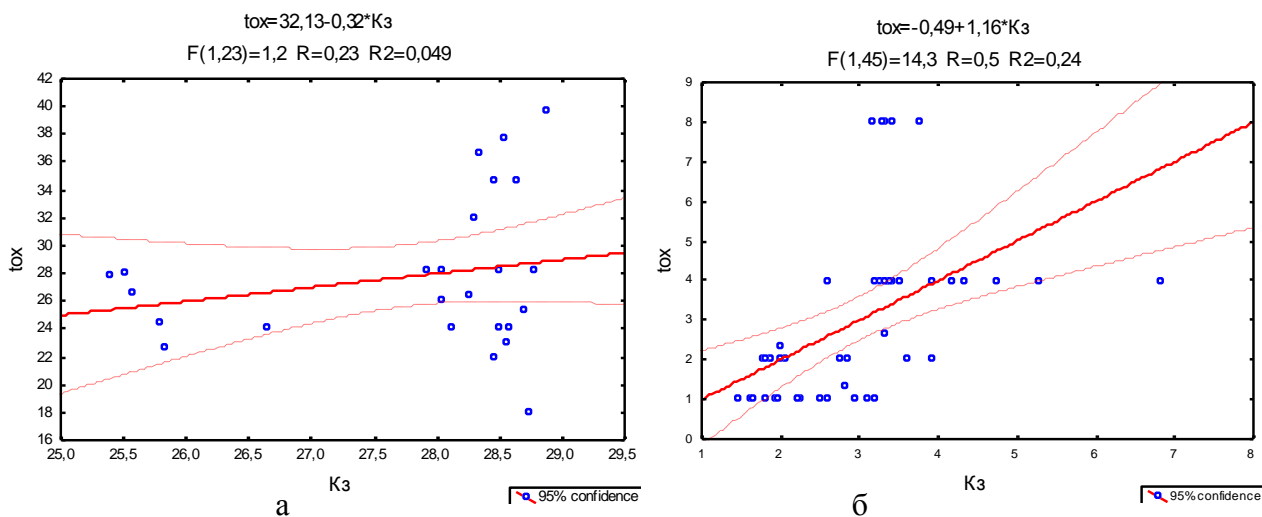 tox=32,13-0,32*Кз
F(1,23)=1,2 R=0,23 R2=0,049
42
40
38
36
34
32
30
28
26
24
22
20
18
16
tox
25,0 25,5 26,0 26,5 27,0 27,5 28,0 28,5 29,0 29,5
Кз
95% confidence
а
tox=-0,49+1,16*Кз
F(1,45)=14,3 R=0,5 R2=0,24
9
8
7
6
5
4
3
2
1
0
tox
1 2 3 4 5 6 7 8
Кз
95% confidence
б